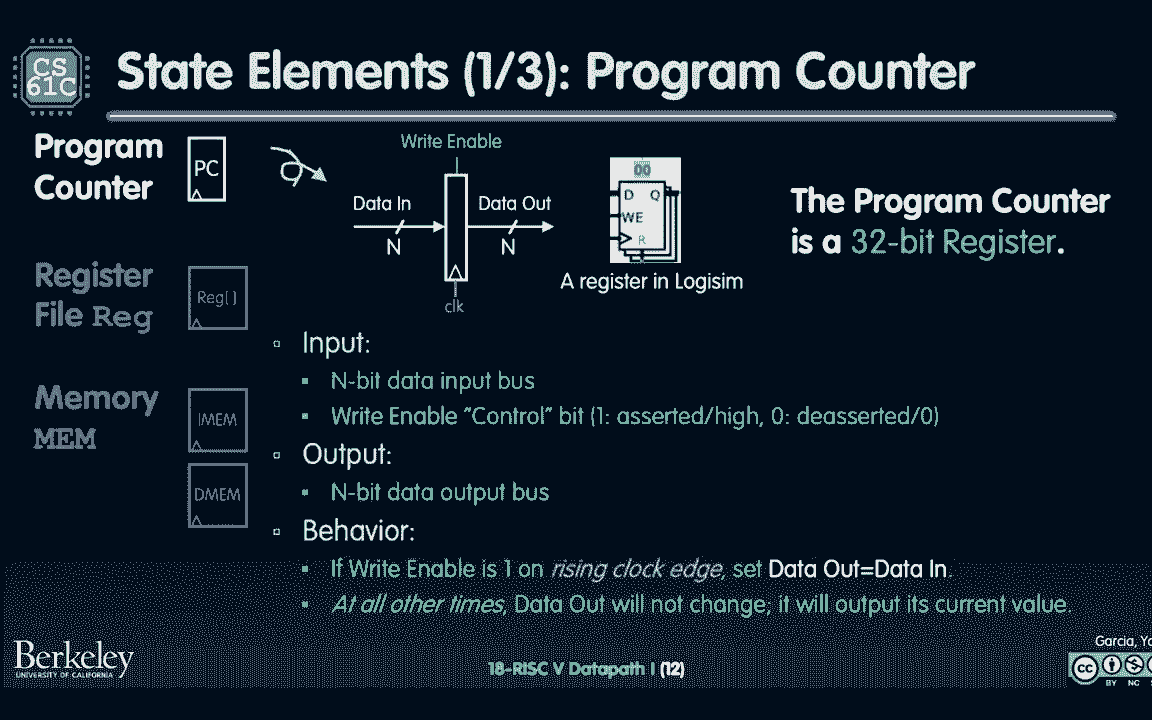 CS
61C
State Elements (1/3): Program Counter
Program
Counter
PC
Write Enable
Data In
N
Data Out
N
clk
00
D Q
WE
R
A register in Logisim
The Program Counter
is a 32-bit Register.
Register
File Reg
Reg[]
Memory
MEM
IMEM
DMEM
Input:
N-bit data input bus
Write Enable "Control" bit (1: asserted/high, 0: deasserted/0)
Output:
N-bit data output bus
Behavior:
If Write Enable is 1 on rising clock edge, set Data Out=Data In.
At all other times, Data Out will not change; it will output its current value.
Berkeley
UNIVERSITY OF CALIFORNIA
18-RISC V Datapath I (12)
Garcia,
cc
BY NC